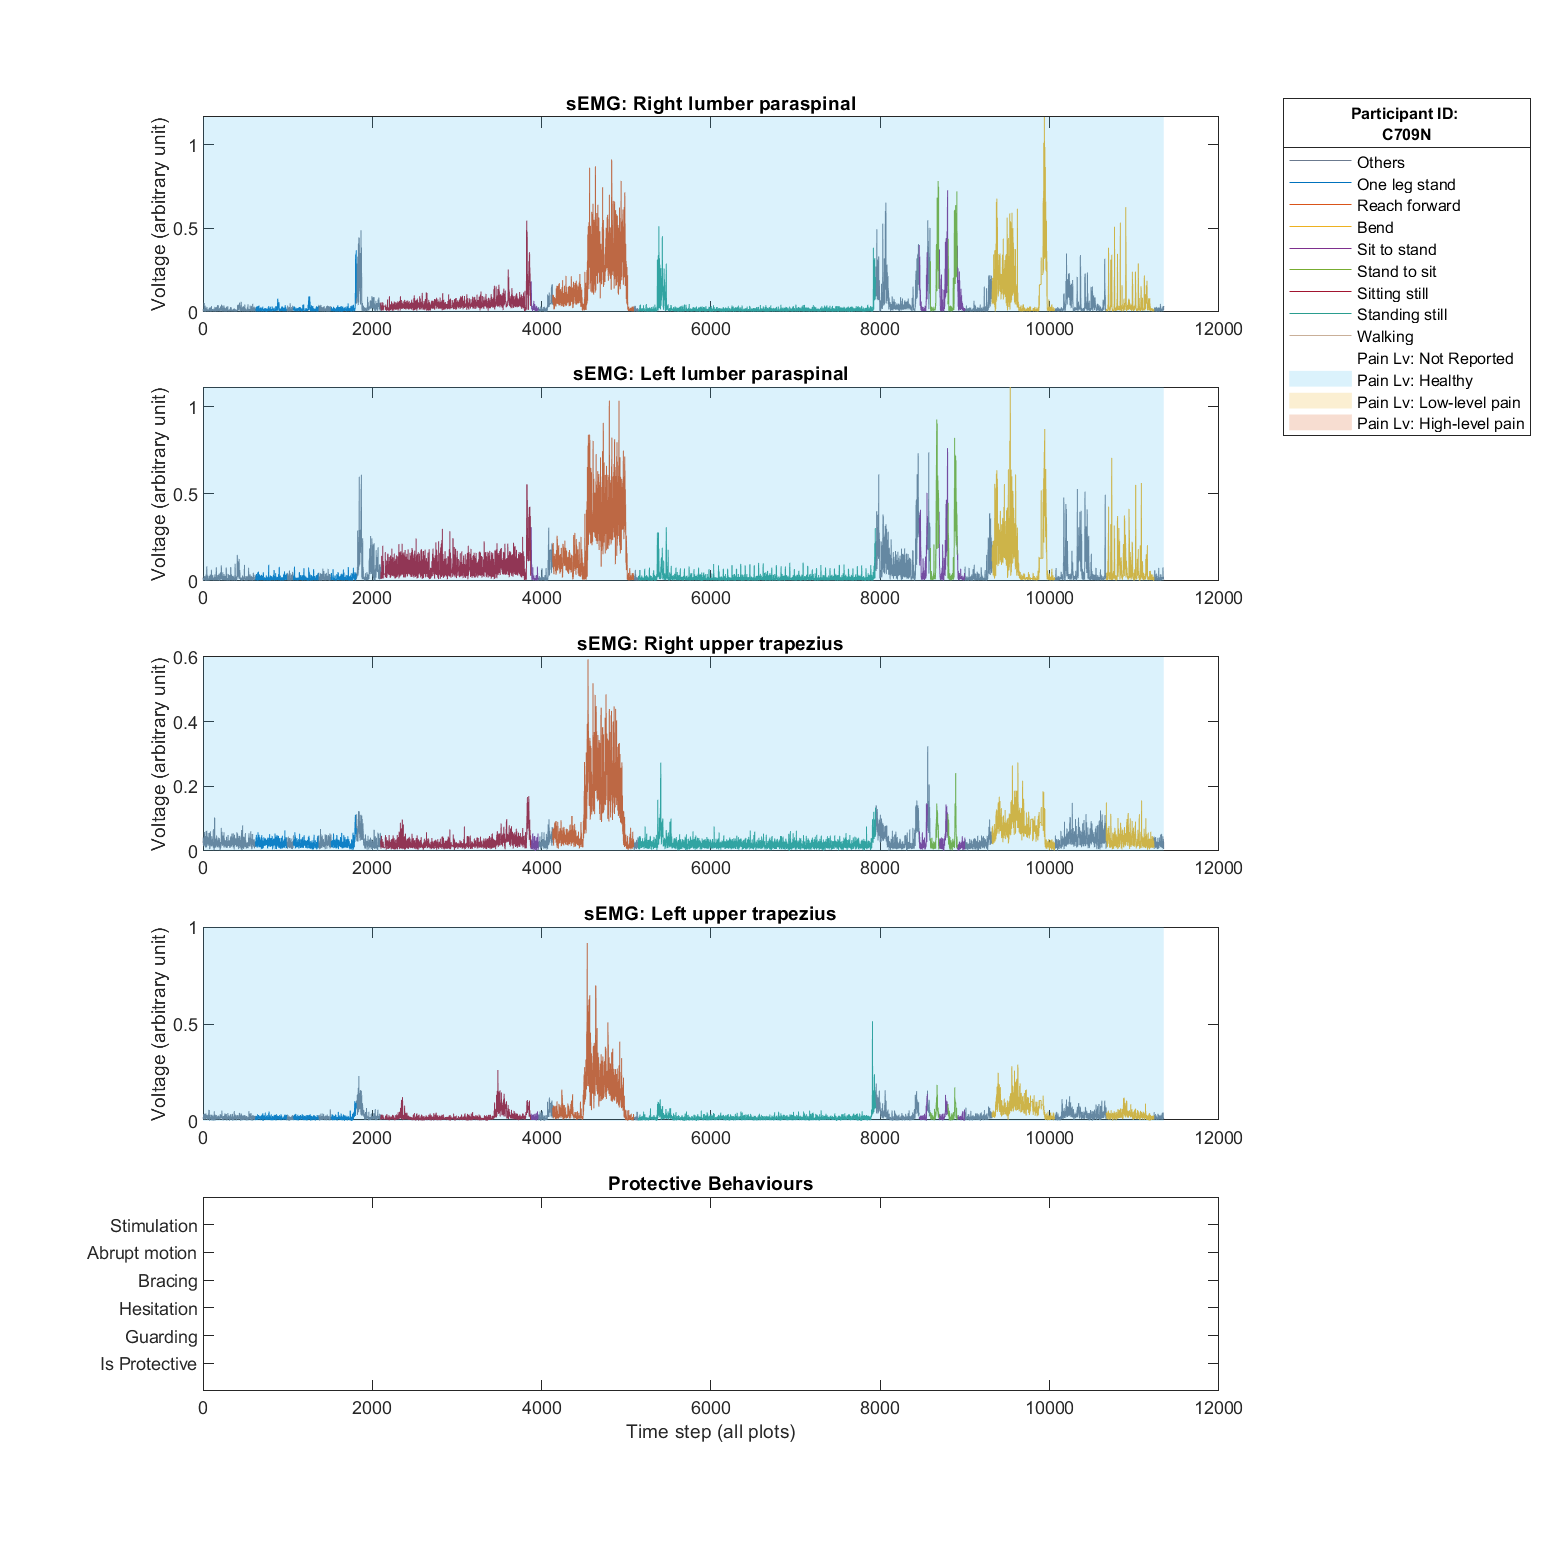 sEMG: Right lumber paraspinal
Voltage (arbitrary unit)
1
0.5
0
0 2000 4000 6000 8000 10000 12000
Participant ID:
C709N
Others
One leg stand
Reach forward
Bend
Sit to stand
Stand to sit
Sitting still
Standing still
Walking
Pain Lv: Not Reported
Pain Lv: Healthy
Pain Lv: Low-level pain
Pain Lv: High-level pain
sEMG: Left lumber paraspinal
Voltage (arbitrary unit)
1
0.5
0
0 2000 4000 6000 8000 10000 12000
sEMG: Right upper trapezius
Voltage (arbitrary unit)
0.6
0.4
0.2
0
0 2000 4000 6000 8000 10000 12000
sEMG: Left upper trapezius
Voltage (arbitrary unit)
1
0.5
0
0 2000 4000 6000 8000 10000 12000
Protective Behaviours
Stimulation
Abrupt motion
Bracing
Hesitation
Guarding
Is Protective
0 2000 4000 6000 8000 10000 12000
Time step (all plots)